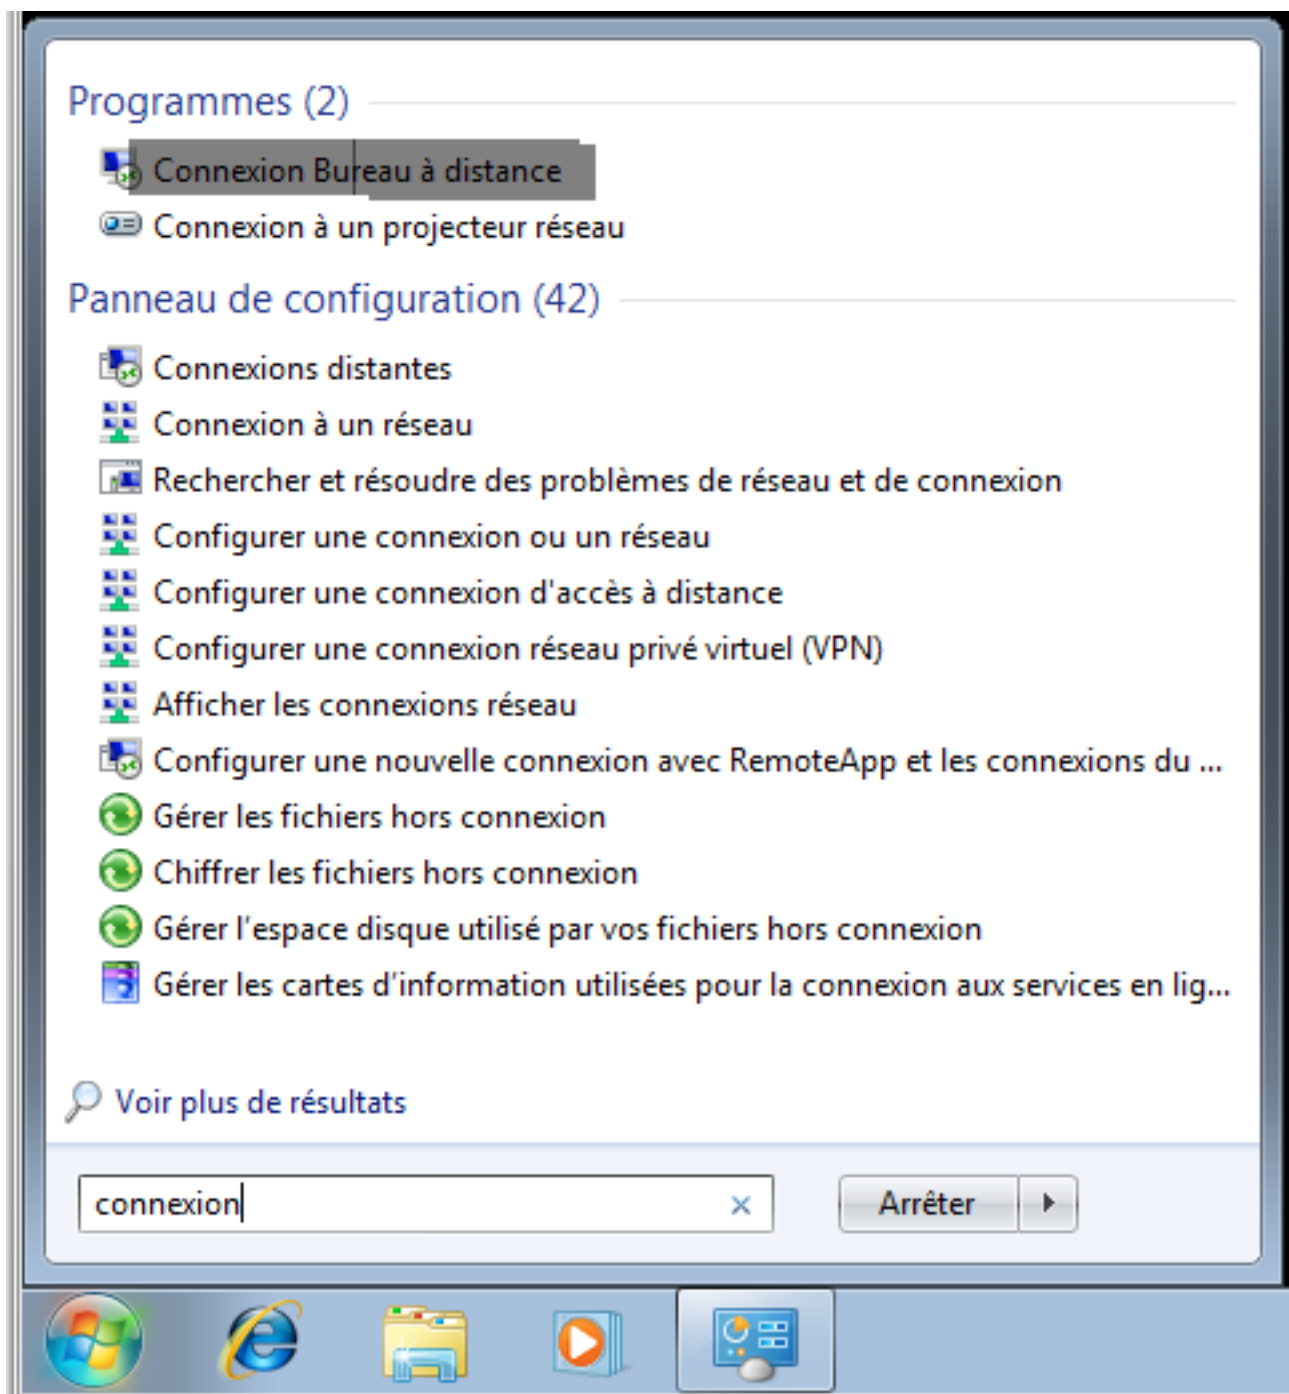 Programmes (2)
Connexion Bureau à distance
Connexion à un projecteur réseau
Panneau de configuration (42)
Connexions distantes
Connexion à un réseau
Rechercher et résoudre des problèmes de réseau et de connexion
Configurer une connexion ou un réseau
Configurer une connexion d'accès à distance
Configurer une connexion réseau privé virtuel (VPN)
Afficher les connexions réseau
Configurer une nouvelle connexion avec RemoteApp et les connexions du ...
Gérer les fichiers hors connexion
Chiffrer les fichiers hors connexion
Gérer l’espace disque utilisé par vos fichiers hors connexion
Gérer les cartes d’information utilisées pour la connexion aux services en lig...
Voir plus de résultats
connexion
Arrêter